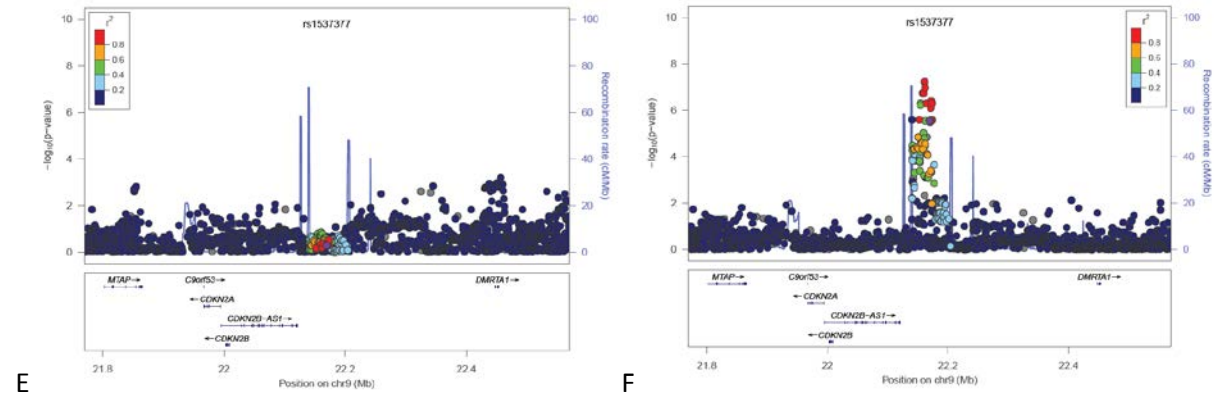 rs1537377
10
8
6
4
2
0
−log10(p−value)
r2
0.8
0.6
0.4
0.2
100
80
60
40
20
0
Recombination rate (cM/Mb)
MTAP→
C9orf53→
←CDKN2A
CDKN2B−AS1→
←CDKN2B
DMRTA1→
21.8
22
22.2
22.4
Position on chr9 (Mb)
E
rs1537377
10
8
6
4
2
0
−log10(p−value)
r2
0.8
0.6
0.4
0.2
100
80
60
40
20
0
Recombination rate (cM/Mb)
MTAP→
C9orf53→
←CDKN2A
CDKN2B−AS1→
←CDKN2B
DMRTA1→
21.8
22
22.2
22.4
Position on chr9 (Mb)
F